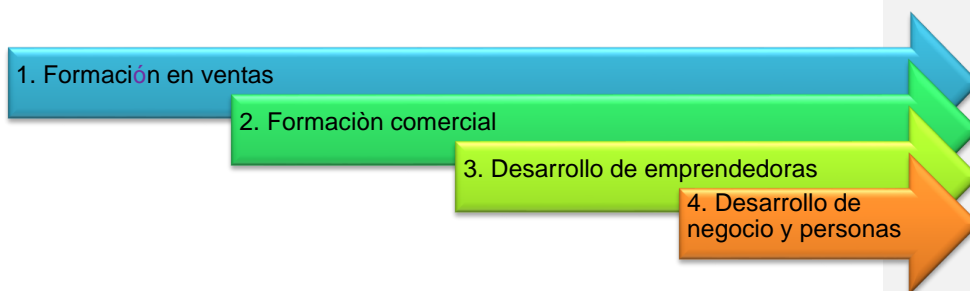 1. Formación en ventas
2. Formaciòn comercial
3. Desarrollo de emprendedoras
4. Desarrollo de
negocio y personas